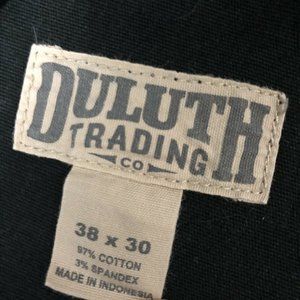 DULUTH
TRADING
CO
38 x 30
97% COTTON
3% SPANDEX
MADE IN INDONESIA